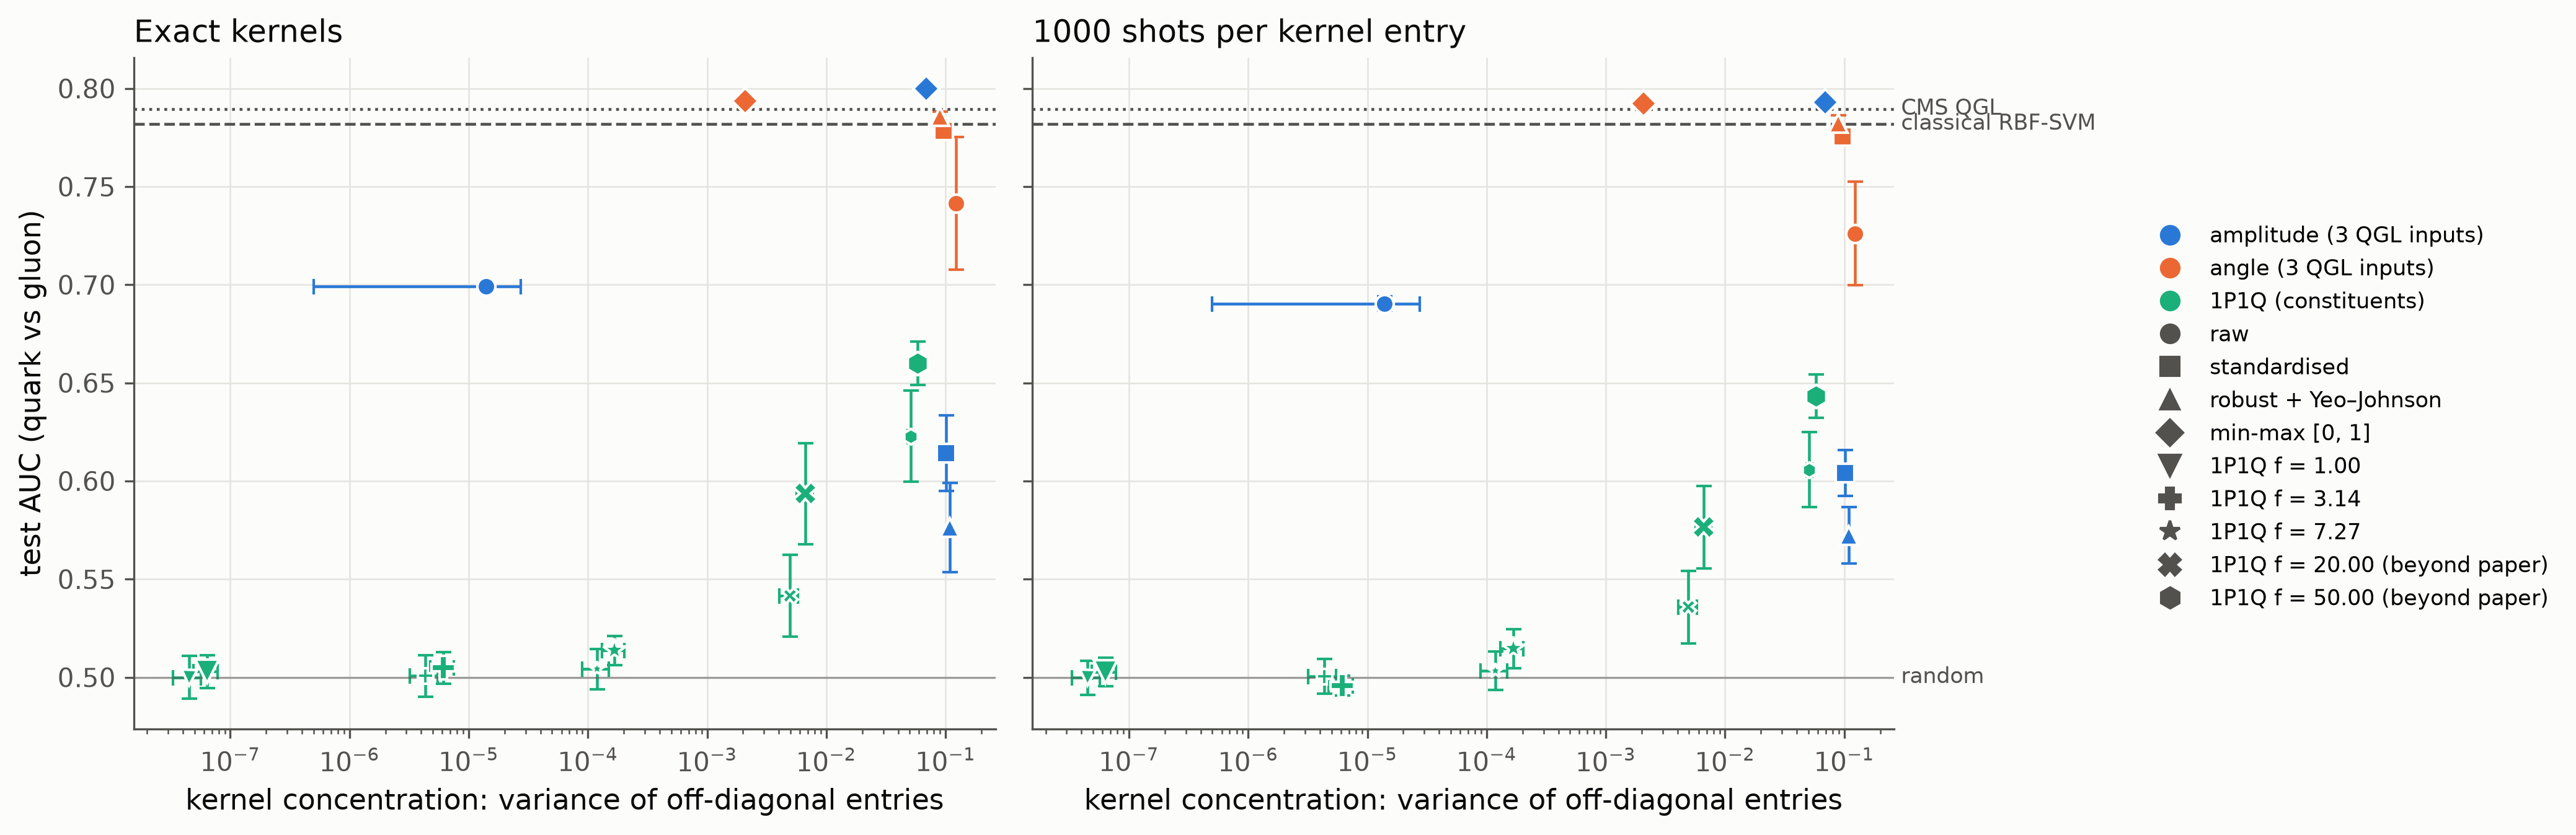 Exact kernels
1000 shots per kernel entry
test AUC (quark vs gluon)
0.80
0.75
0.70
0.65
0.60
0.55
0.50
10⁻⁷ 10⁻⁶ 10⁻⁵ 10⁻⁴ 10⁻³ 10⁻² 10⁻¹
kernel concentration: variance of off-diagonal entries
10⁻⁷ 10⁻⁶ 10⁻⁵ 10⁻⁴ 10⁻³ 10⁻² 10⁻¹
kernel concentration: variance of off-diagonal entries
CMS QGL
classical RBF-SVM
random
amplitude (3 QGL inputs)
angle (3 QGL inputs)
1P1Q (constituents)
raw
standardised
robust + Yeo–Johnson
min-max [0, 1]
1P1Q f = 1.00
1P1Q f = 3.14
1P1Q f = 7.27
1P1Q f = 20.00 (beyond paper)
1P1Q f = 50.00 (beyond paper)